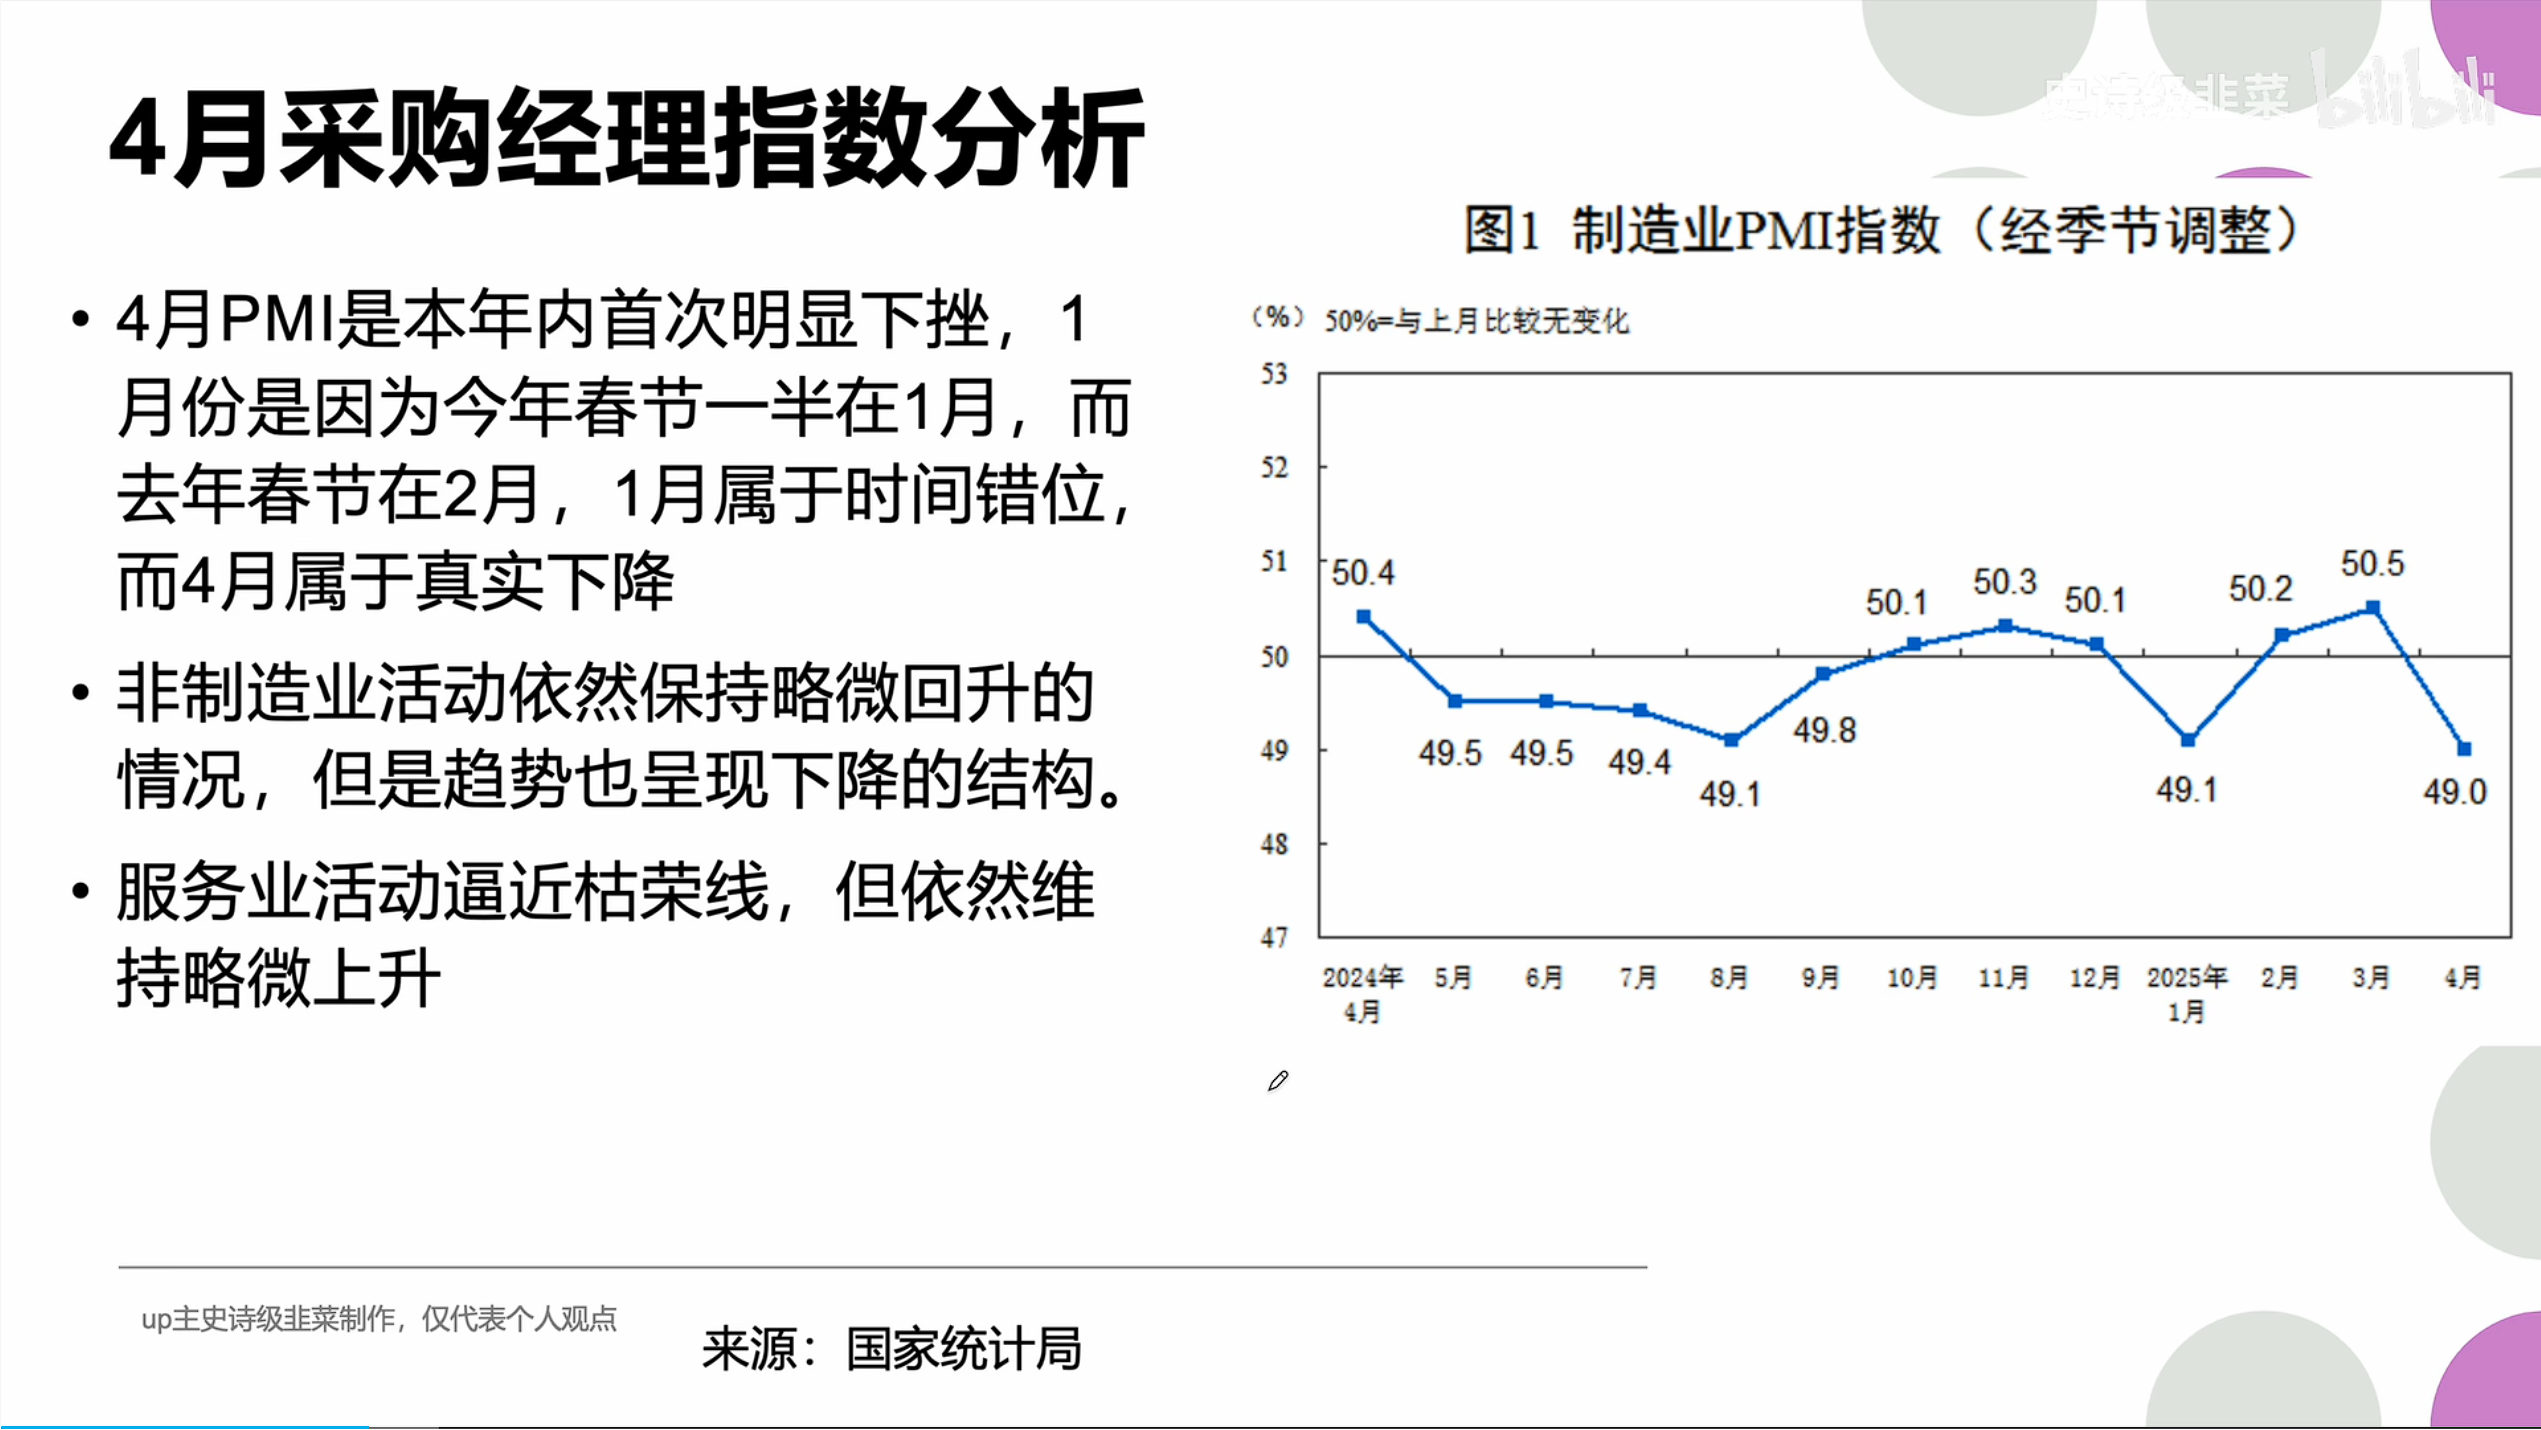 史诗级韭菜 bilibili
4月采购经理指数分析
• 4月PMI是本年内首次明显下挫，1
月份是因为今年春节一半在1月，而
去年春节在2月，1月属于时间错位，
而4月属于真实下降
• 非制造业活动依然保持略微回升的
情况，但是趋势也呈现下降的结构。
• 服务业活动逼近枯荣线，但依然维
持略微上升
图1 制造业PMI指数（经季节调整）
（%） 50%=与上月比较无变化
53
52
51
50
49
48
47
50.4 49.5 49.5 49.4 49.1 49.8 50.1 50.3 50.1 49.1 50.2 50.5 49.0
2024年 5月 6月 7月 8月 9月 10月 11月 12月 2025年 2月 3月 4月
4月 1月
up主史诗级韭菜制作，仅代表个人观点
来源：国家统计局